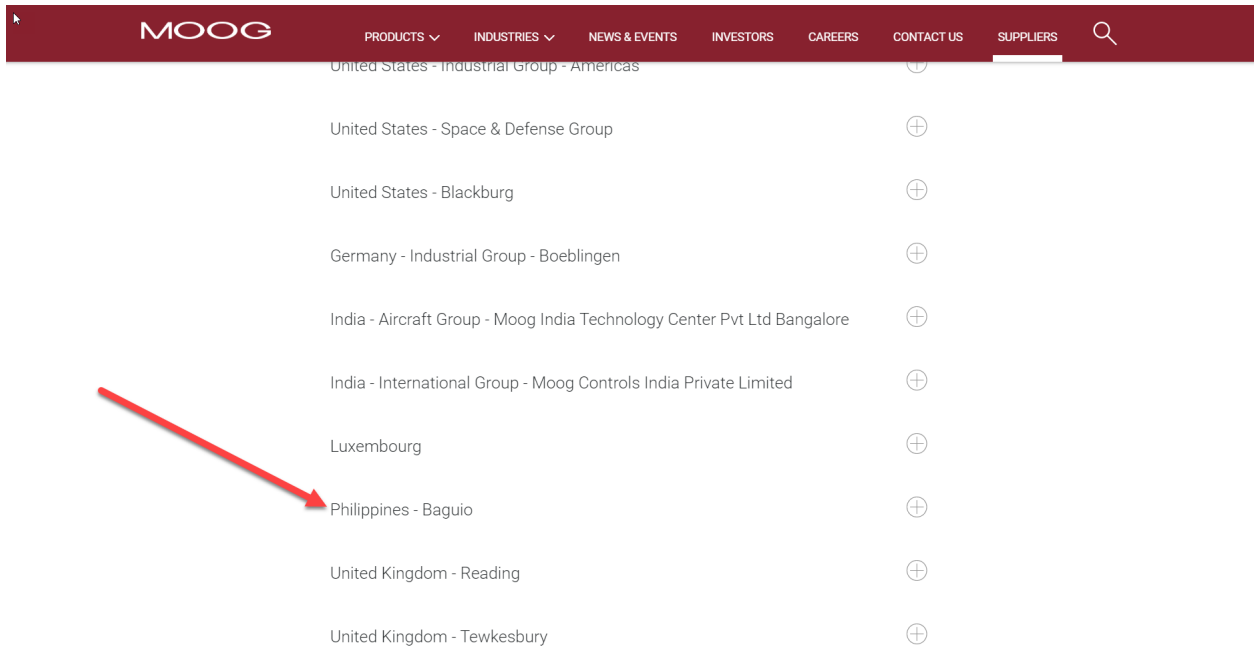 MOOG
PRODUCTS INDUSTRIES NEWS & EVENTS INVESTORS CAREERS CONTACT US SUPPLIERS
United States - Industrial Group - Americas
United States - Space & Defense Group
United States - Blackburg
Germany - Industrial Group - Boeblingen
India - Aircraft Group - Moog India Technology Center Pvt Ltd Bangalore
India - International Group - Moog Controls India Private Limited
Luxembourg
Philippines - Baguio
United Kingdom - Reading
United Kingdom - Tewkesbury